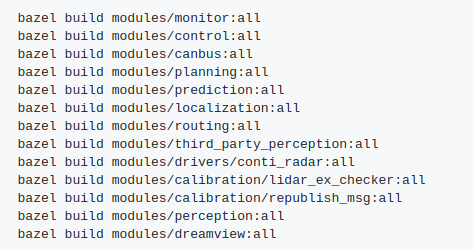 bazel build modules/monitor:all
bazel build modules/control:all
bazel build modules/canbus:all
bazel build modules/planning:all
bazel build modules/prediction:all
bazel build modules/localization:all
bazel build modules/routing:all
bazel build modules/third_party_perception:all
bazel build modules/drivers/conti_radar:all
bazel build modules/calibration/lidar_ex_checker:all
bazel build modules/calibration/republish_msg:all
bazel build modules/perception:all
bazel build modules/dreamview:all